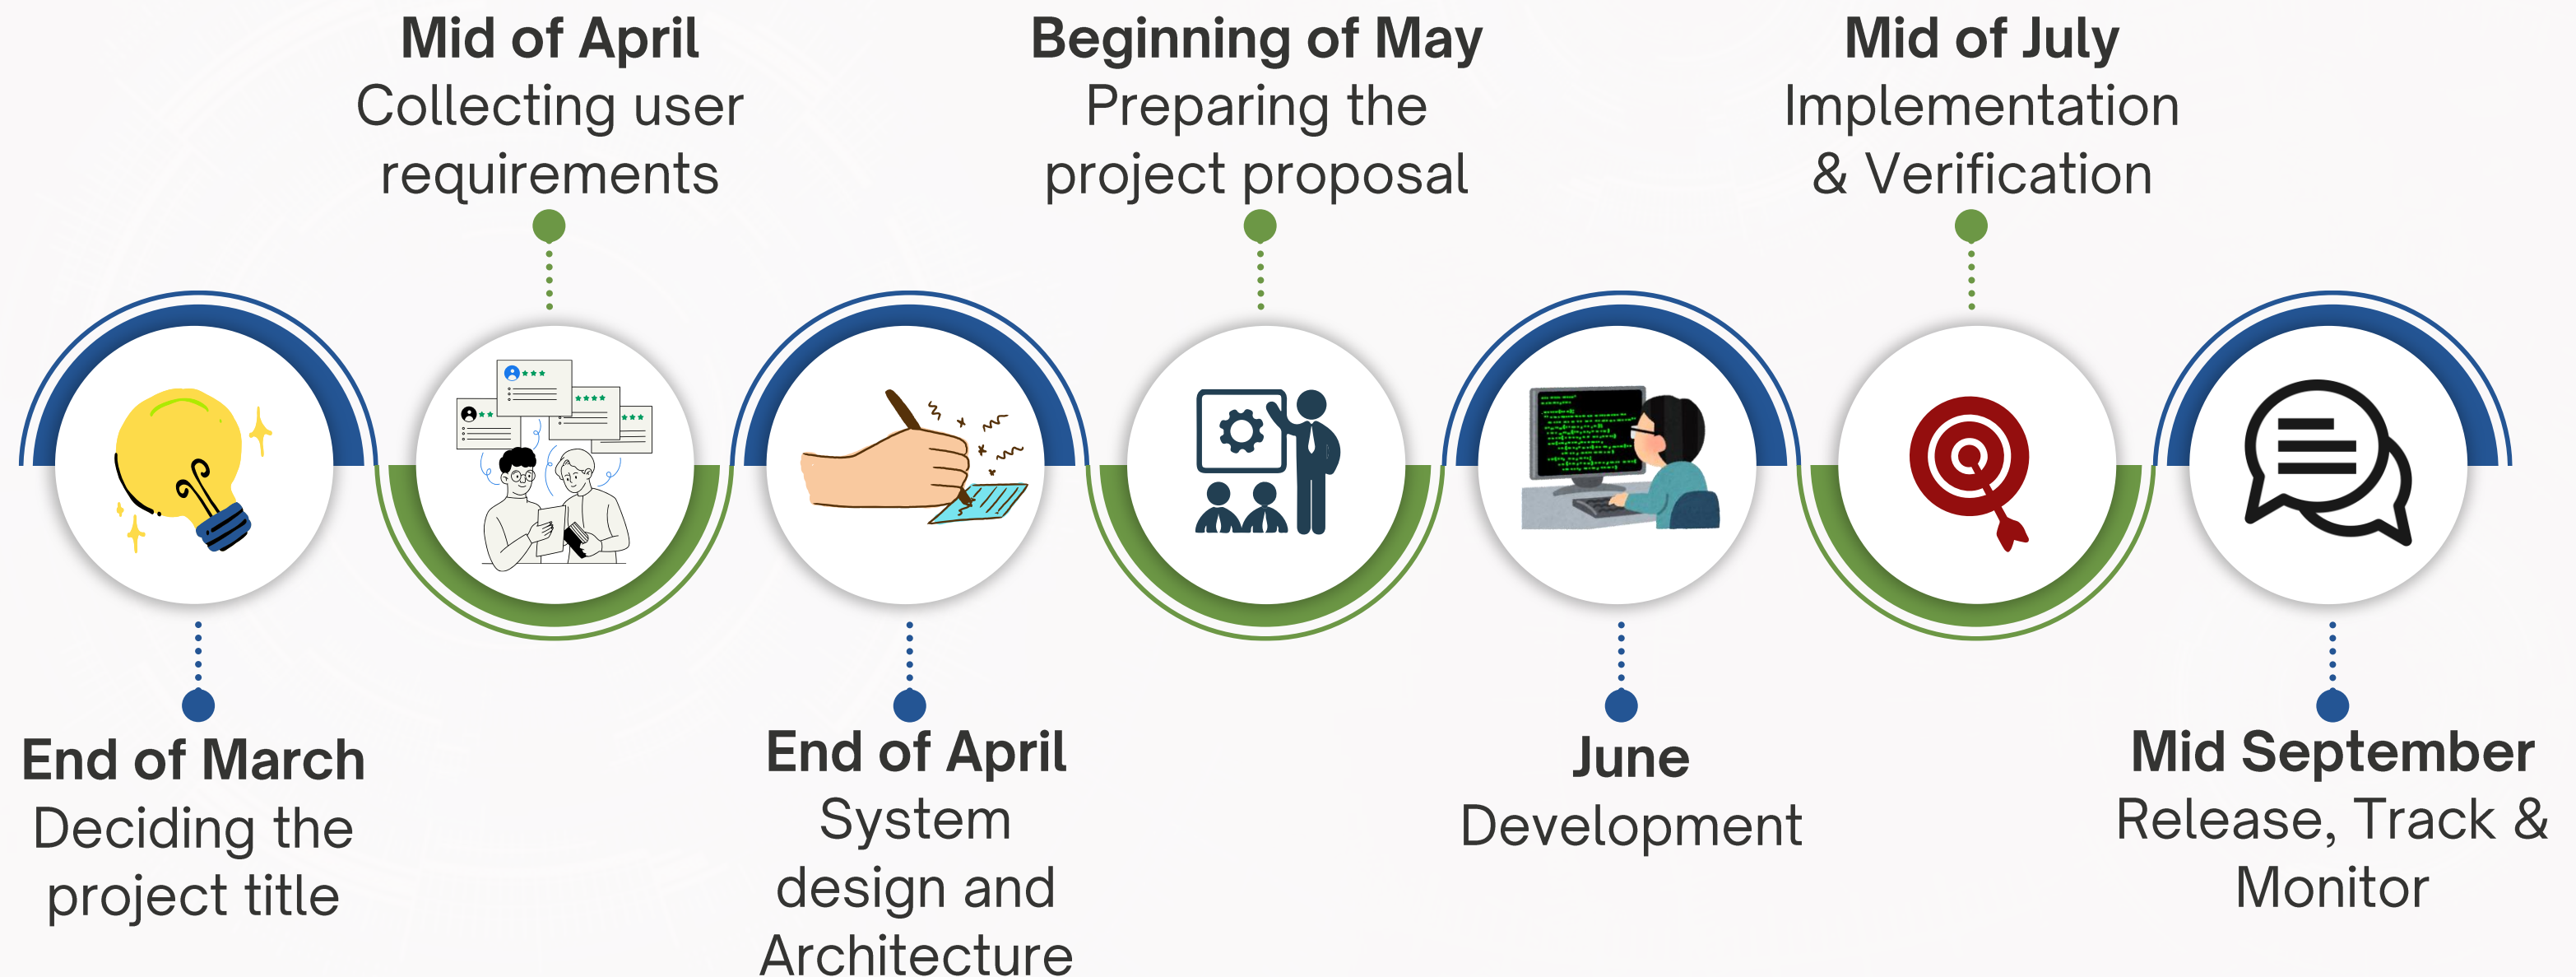 End of March
Deciding the
project title
Mid of April
Collecting user
requirements
End of April
System
design and
Architecture
Beginning of May
Preparing the
project proposal
June
Development
Mid of July
Implementation
& Verification
Mid September
Release, Track &
Monitor